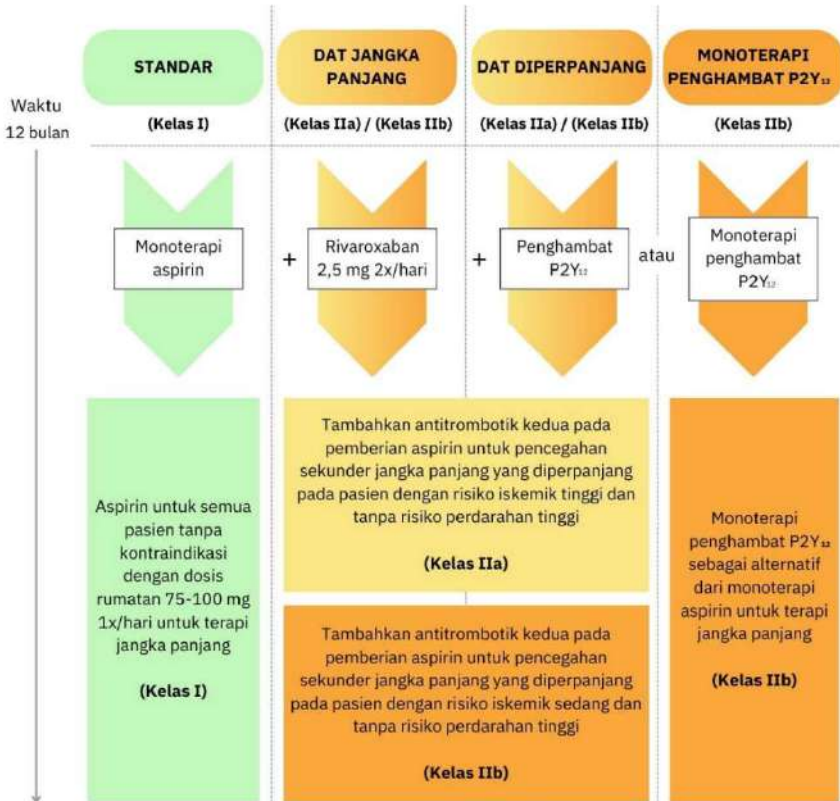 STANDAR
DAT JANGKA
PANJANG
DAT DIPERPANJANG
MONOTERAPI
PENGHAMBAT P2Y₁₂
Waktu
12 bulan
(Kelas I)
(Kelas IIa) / (Kelas IIb)
(Kelas IIa) / (Kelas IIb)
(Kelas IIb)
Monoterapi
aspirin
+
Rivaroxaban
2,5 mg 2x/hari
+
Penghambat
P2Y₁₂
atau
Monoterapi
penghambat
P2Y₁₂
Aspirin untuk semua
pasien tanpa
kontraindikasi
dengan dosis
rumatan 75-100 mg
1x/hari untuk terapi
jangka panjang
(Kelas I)
Tambahkan antitrombotik kedua pada
pemberian aspirin untuk pencegahan
sekunder jangka panjang yang diperpanjang
pada pasien dengan risiko iskemik tinggi dan
tanpa risiko perdarahan tinggi
(Kelas IIa)
Tambahkan antitrombotik kedua pada
pemberian aspirin untuk pencegahan
sekunder jangka panjang yang diperpanjang
pada pasien dengan risiko iskemik sedang dan
tanpa risiko perdarahan tinggi
(Kelas IIb)
Monoterapi
penghambat P2Y₁₂
sebagai alternatif
dari monoterapi
aspirin untuk terapi
jangka panjang
(Kelas IIb)